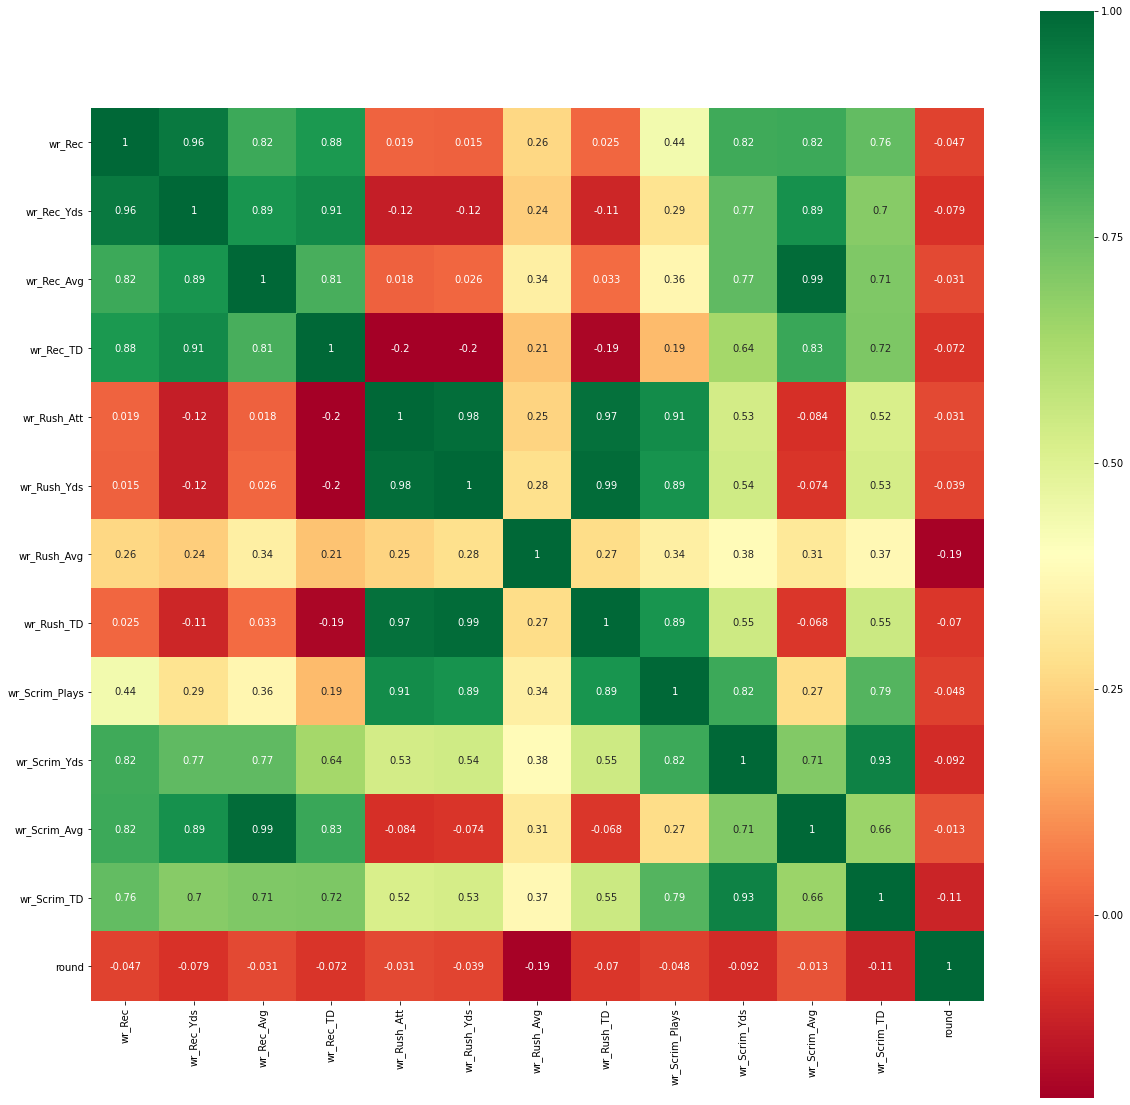 1.00
wr_Rec 1 0.96 0.82 0.88 0.019 0.015 0.26 0.025 0.44 0.82 0.82 0.76 -0.047
wr_Rec_Yds 0.96 1 0.89 0.91 -0.12 -0.12 0.24 -0.11 0.29 0.77 0.89 0.7 -0.079
0.75
wr_Rec_Avg 0.82 0.89 1 0.81 0.018 0.026 0.34 0.033 0.36 0.77 0.99 0.71 -0.031
wr_Rec_TD 0.88 0.91 0.81 1 -0.2 -0.2 0.21 -0.19 0.19 0.64 0.83 0.72 -0.072
wr_Rush_Att 0.019 -0.12 0.018 -0.2 1 0.98 0.25 0.97 0.91 0.53 -0.084 0.52 -0.031
0.50
wr_Rush_Yds 0.015 -0.12 0.026 -0.2 0.98 1 0.28 0.99 0.89 0.54 -0.074 0.53 -0.039
wr_Rush_Avg 0.26 0.24 0.34 0.21 0.25 0.28 1 0.27 0.34 0.38 0.31 0.37 -0.19
wr_Rush_TD 0.025 -0.11 0.033 -0.19 0.97 0.99 0.27 1 0.89 0.55 -0.068 0.55 -0.07
wr_Scrim_Plays 0.44 0.29 0.36 0.19 0.91 0.89 0.34 0.89 1 0.82 0.27 0.79 -0.048
0.25
wr_Scrim_Yds 0.82 0.77 0.77 0.64 0.53 0.54 0.38 0.55 0.82 1 0.71 0.93 -0.092
wr_Scrim_Avg 0.82 0.89 0.99 0.83 -0.084 -0.074 0.31 -0.068 0.27 0.71 1 0.66 -0.013
wr_Scrim_TD 0.76 0.7 0.71 0.72 0.52 0.53 0.37 0.55 0.79 0.93 0.66 1 -0.11
0.00
round -0.047 -0.079 -0.031 -0.072 -0.031 -0.039 -0.19 -0.07 -0.048 -0.092 -0.013 -0.11 1
wr_Rec
wr_Rec_Yds
wr_Rec_Avg
wr_Rec_TD
wr_Rush_Att
wr_Rush_Yds
wr_Rush_Avg
wr_Rush_TD
wr_Scrim_Plays
wr_Scrim_Yds
wr_Scrim_Avg
wr_Scrim_TD
round